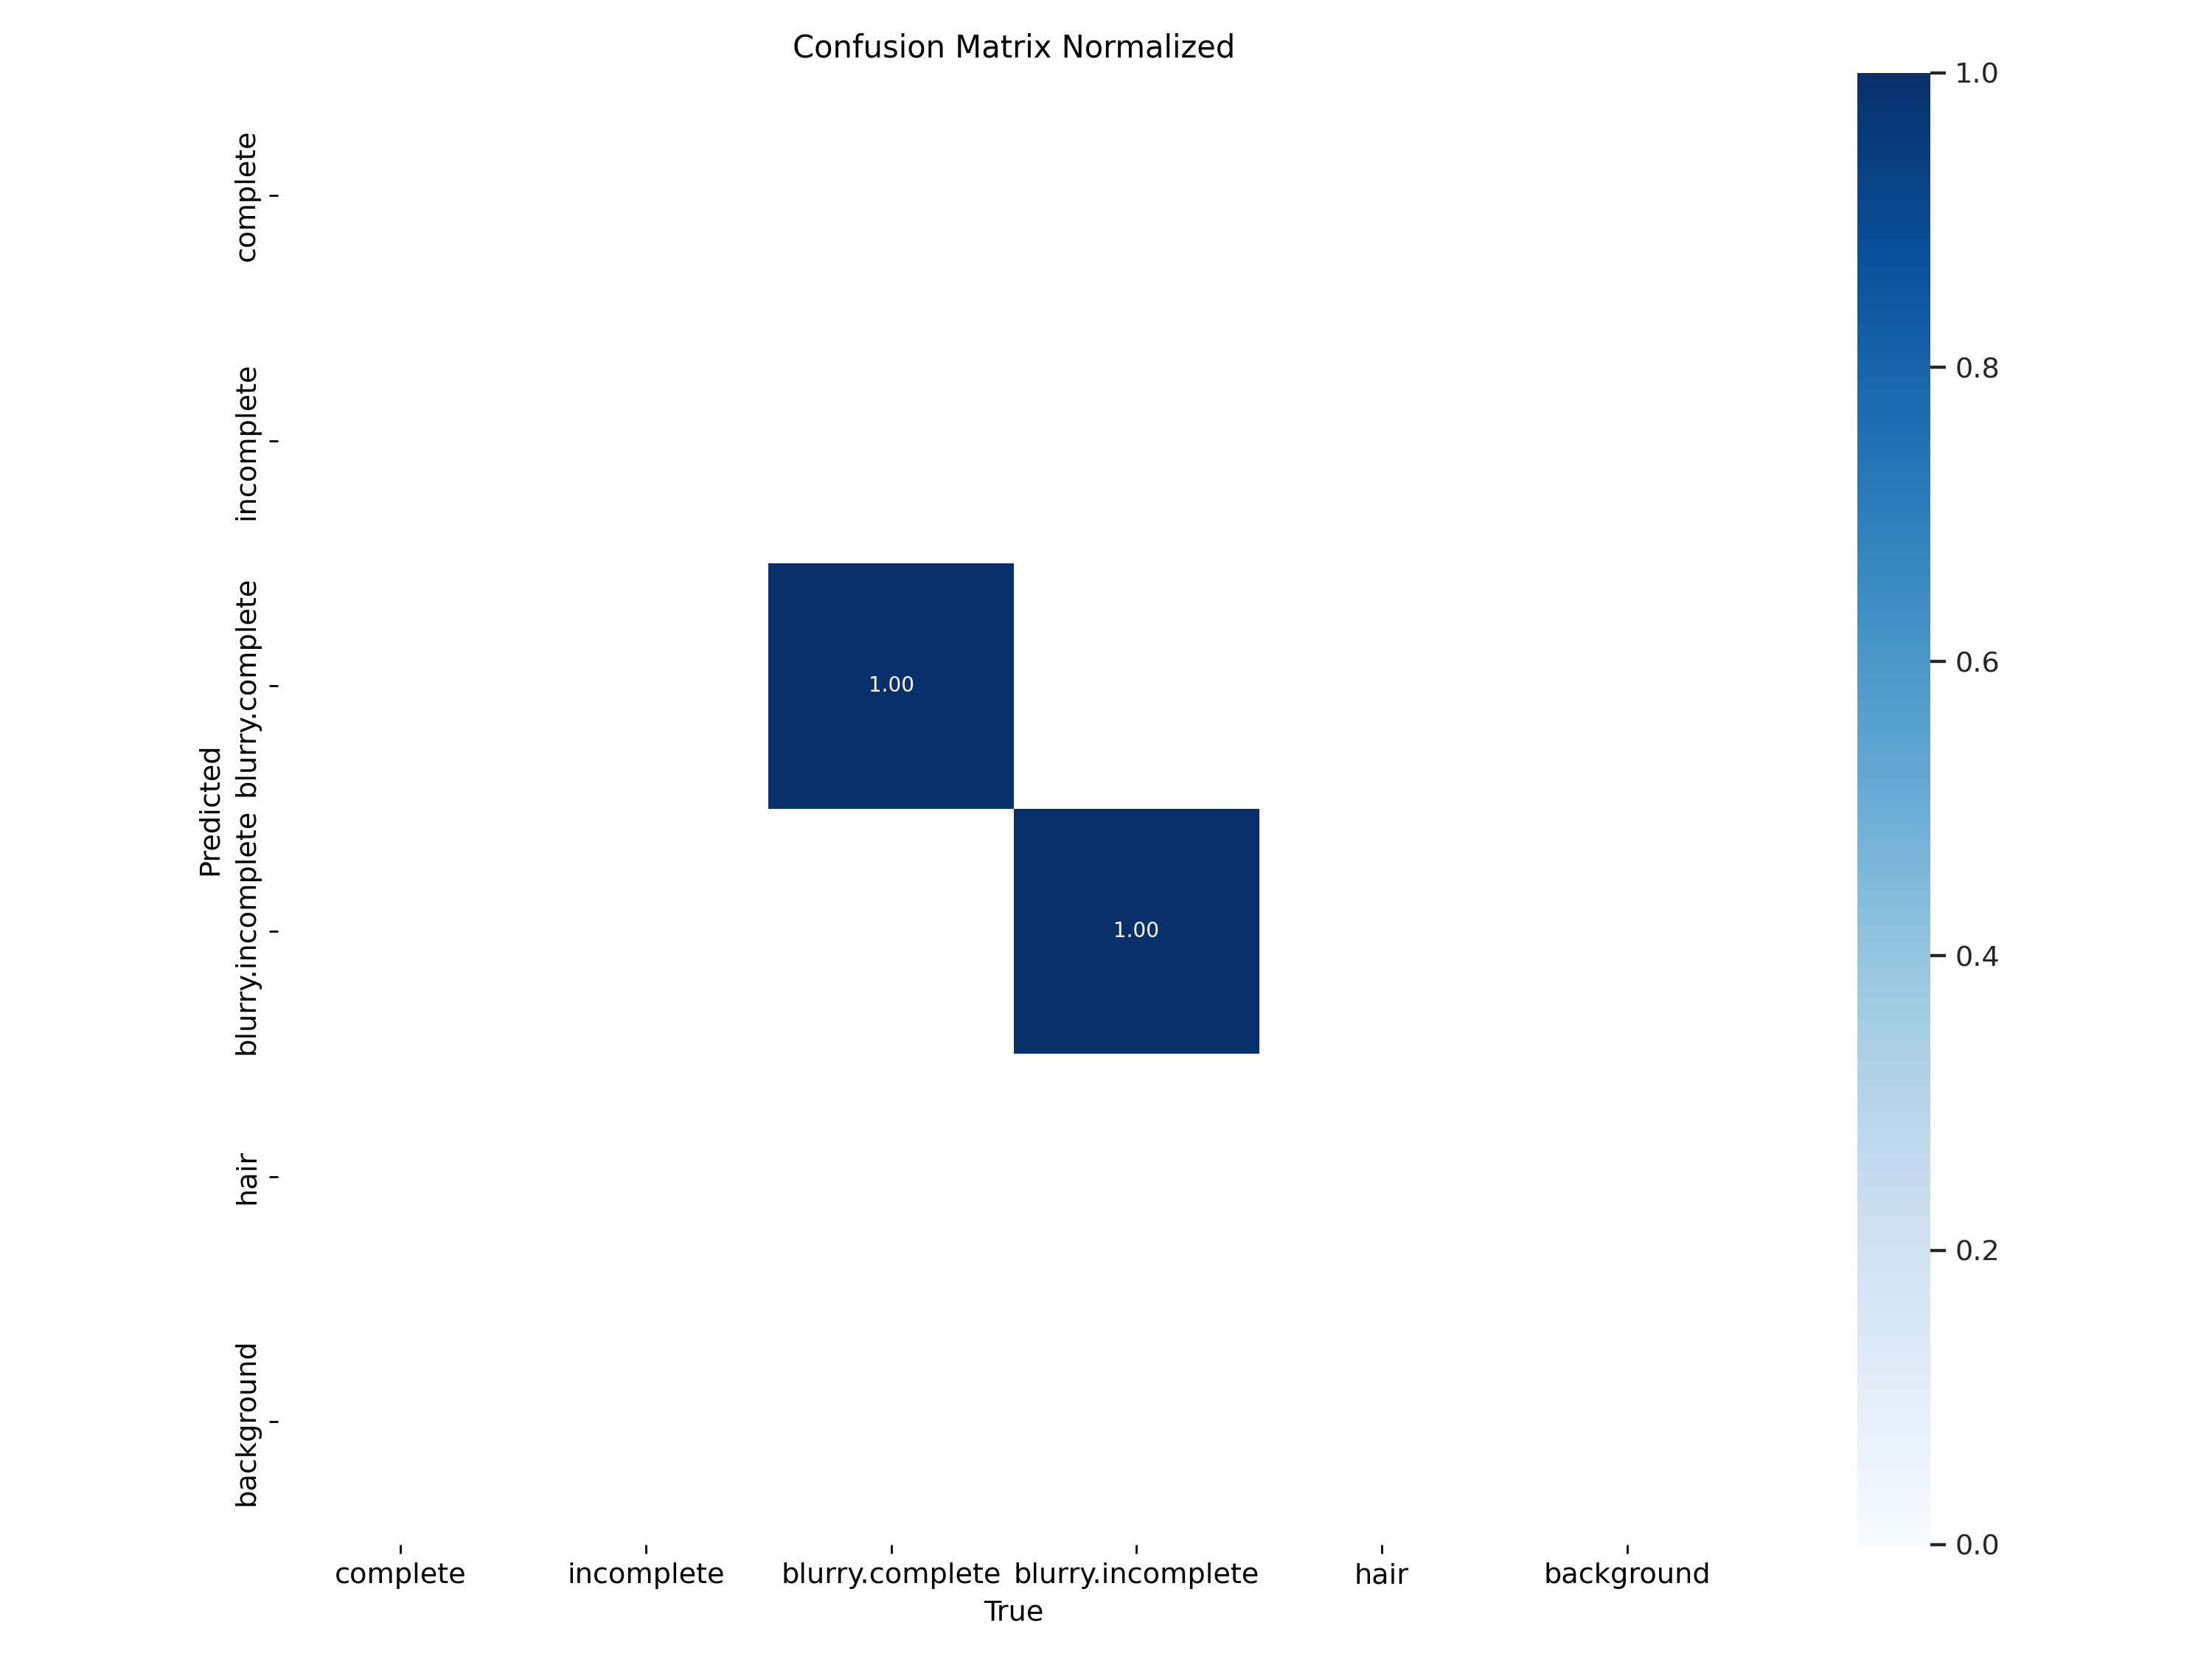 Confusion Matrix Normalized
complete
incomplete
blurry.complete
blurry.incomplete
hair
background
Predicted
1.00
1.00
complete incomplete blurry.complete blurry.incomplete hair background
True
1.0
0.8
0.6
0.4
0.2
0.0